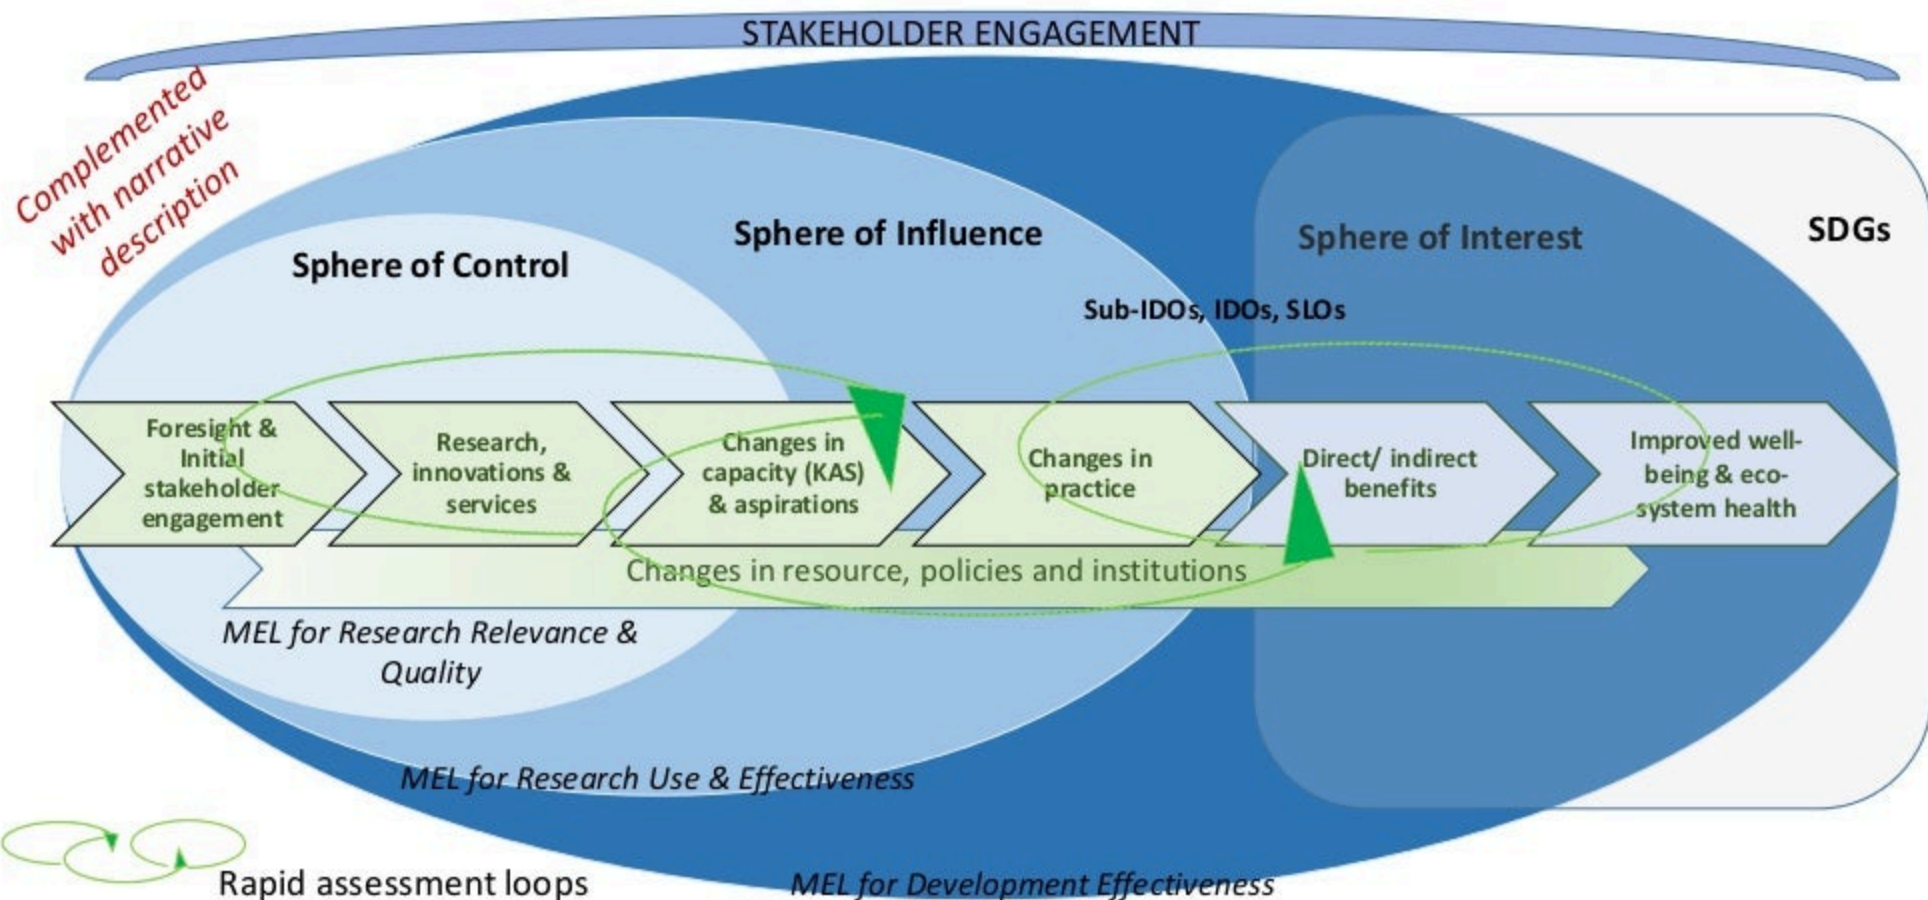 STAKEHOLDER ENGAGEMENT
Complemented
with narrative
description
Sphere of Control
Sphere of Influence
Sphere of Interest
SDGs
Sub-IDOs, IDOs, SLOs
Foresight &
Initial
stakeholder
engagement
Research,
innovations &
services
Changes in
capacity (KAS)
& aspirations
Changes in
practice
Direct/ indirect
benefits
Improved well-
being & eco-
system health
Changes in resource, policies and institutions
MEL for Research Relevance &
Quality
MEL for Research Use & Effectiveness
MEL for Development Effectiveness
Rapid assessment loops